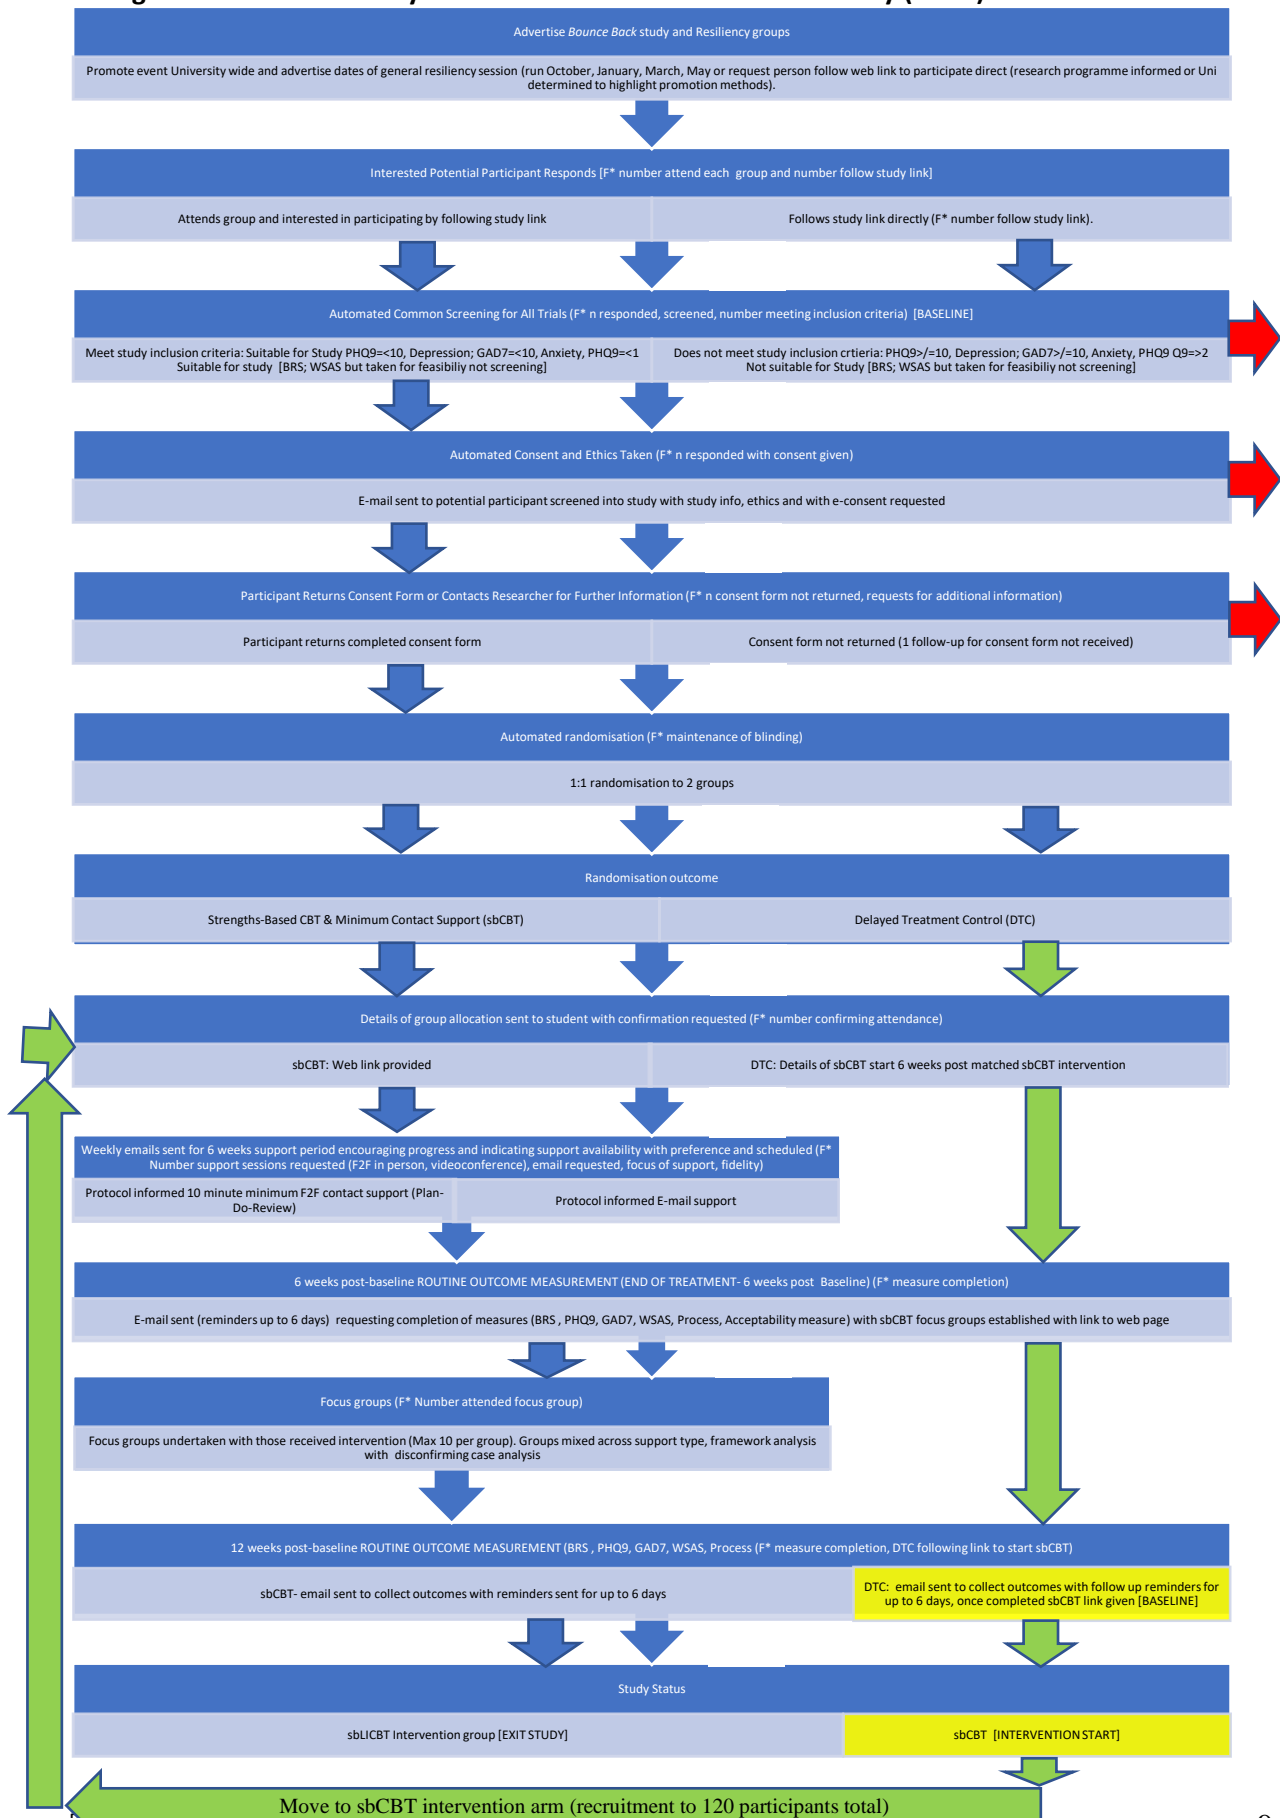 Advertise Bounce Back study and Resiliency groups
Promote event University wide and advertise dates of general resiliency session (run October, January, March, May or request person follow web link to participate direct (research programme informed or Uni
determined to highlight promotion methods).
Interested Potential Participant Responds [F* number attend each group and number follow study link]
Attends group and interested in participating by following study link
Follows study link directly (F* number follow study link).
Automated Common Screening for All Trials (F* n responded, screened, number meeting inclusion criteria) [BASELINE]
Meet study inclusion criteria: Suitable for Study PHQ9=<10, Depression; GAD7=<10, Anxiety, PHQ9=<1
Suitable for study [BRS; WSAS but taken for feasibiliy not screening]
Does not meet study inclusion crtieria: PHQ9>/=10, Depression; GAD7>/=10, Anxiety, PHQ9 Q9=>2
Not suitable for Study [BRS; WSAS but taken for feasibiliy not screening]
Automated Consent and Ethics Taken (F* n responded with consent given)
E-mail sent to potential participant screened into study with study info, ethics and with e-consent requested
Participant Returns Consent Form or Contacts Researcher for Further Information (F* n consent form not returned, requests for additional information)
Participant returns completed consent form
Consent form not returned (1 follow-up for consent form not received)
Automated randomisation (F* maintenance of blinding)
1:1 randomisation to 2 groups
Randomisation outcome
Strengths-Based CBT & Minimum Contact Support (sbCBT)
Delayed Treatment Control (DTC)
Details of group allocation sent to student with confirmation requested (F* number confirming attendance)
sbCBT: Web link provided
DTC: Details of sbCBT start 6 weeks post matched sbCBT intervention
Weekly emails sent for 6 weeks support period encouraging progress and indicating support availability with preference and scheduled (F*
Number support sessions requested (F2F in person, videoconference), email requested, focus of support, fidelity)
Protocol informed 10 minute minimum F2F contact support (Plan-
Do-Review)
Protocol informed E-mail support
6 weeks post-baseline ROUTINE OUTCOME MEASUREMENT (END OF TREATMENT- 6 weeks post Baseline) (F* measure completion)
E-mail sent (reminders up to 6 days) requesting completion of measures (BRS , PHQ9, GAD7, WSAS, Process, Acceptability measure) with sbCBT focus groups established with link to web page
Focus groups (F* Number attended focus group)
Focus groups undertaken with those received intervention (Max 10 per group). Groups mixed across support type, framework analysis
with disconfirming case analysis
12 weeks post-baseline ROUTINE OUTCOME MEASUREMENT (BRS , PHQ9, GAD7, WSAS, Process (F* measure completion, DTC following link to start sbCBT)
sbCBT- email sent to collect outcomes with reminders sent for up to 6 days
DTC: email sent to collect outcomes with follow up reminders for
up to 6 days, once completed sbCBT link given [BASELINE]
Study Status
sbLICBT Intervention group [EXIT STUDY]
sbCBT [INTERVENTION START]
Move to sbCBT intervention arm (recruitment to 120 participants total)